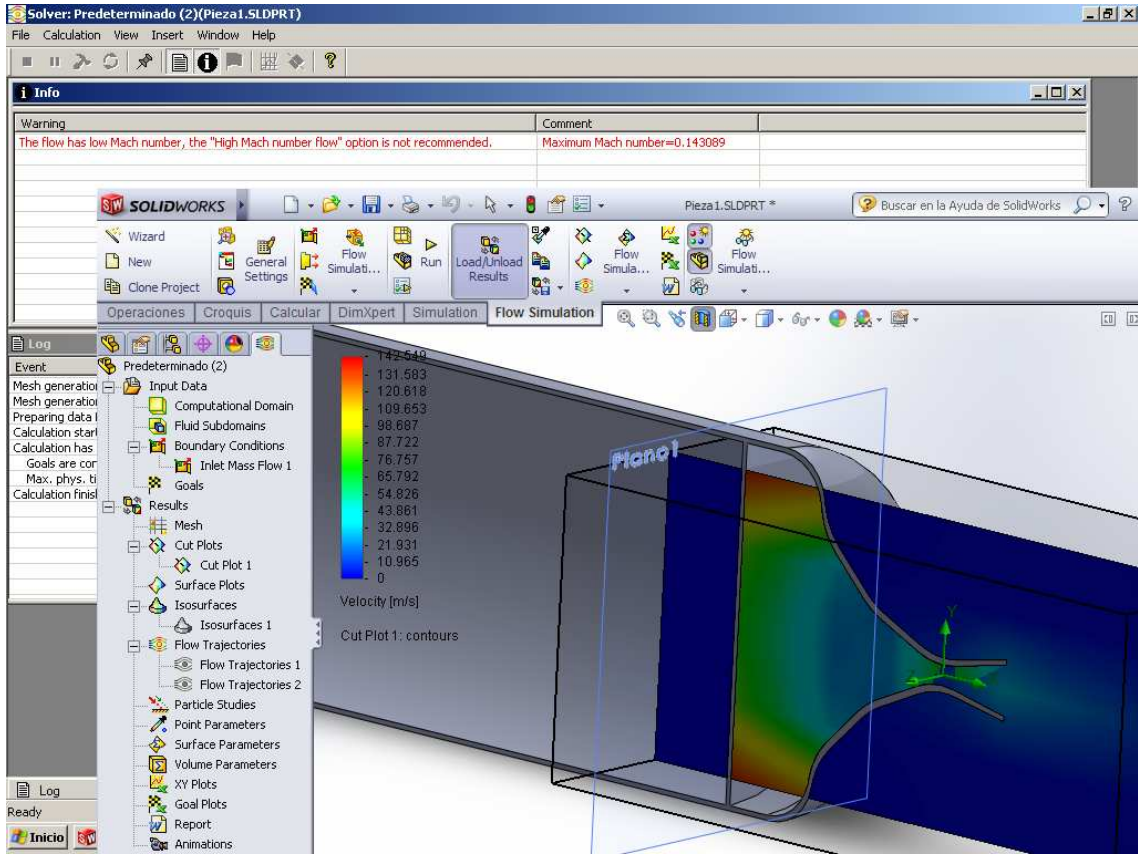 Solver: Predeterminado (2)(Pieza1.SLDPRT)
File Calculation View Insert Window Help
Info
Warning Comment
The flow has low Mach number, the "High Mach number flow" option is not recommended. Maximum Mach number=0.143089
SOLIDWORKS Pieza1.SLDPRT * Buscar en la Ayuda de SolidWorks
Wizard
New
Clone Project
General Settings
Flow Simulati...
Run
Load/Unload Results
Flow Simula...
Flow Simulati...
Operaciones Croquis Calcular DimXpert Simulation Flow Simulation
Log
Event
Mesh generation
Mesh generation
Preparing data
Calculation start
Calculation has
Goals are con
Max. phys. ti
Calculation finis
Predeterminado (2)
Input Data
Computational Domain
Fluid Subdomains
Boundary Conditions
Inlet Mass Flow 1
Goals
Results
Mesh
Cut Plots
Cut Plot 1
Surface Plots
Isosurfaces
Isosurfaces 1
Flow Trajectories
Flow Trajectories 1
Flow Trajectories 2
Particle Studies
Point Parameters
Surface Parameters
Volume Parameters
XY Plots
Goal Plots
Report
Animations
142.549
131.583
120.618
109.653
98.687
87.722
76.757
65.792
54.826
43.861
32.896
21.931
10.965
0
Velocity [m/s]
Cut Plot 1: contours
Plano1
Y
Log
Ready
Inicio